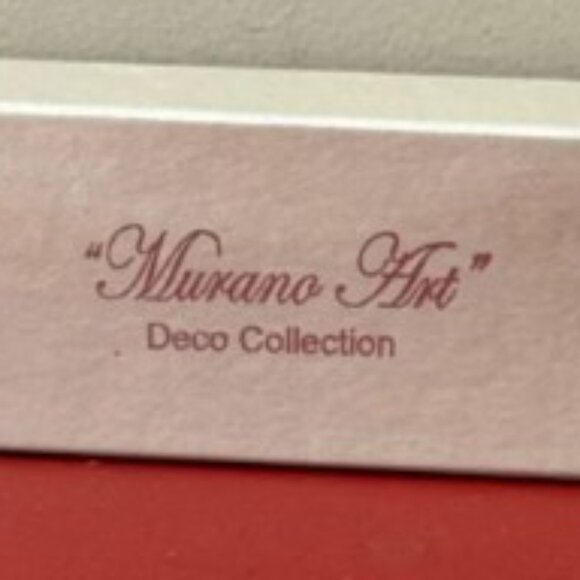 “Murano Art”
Deco Collection